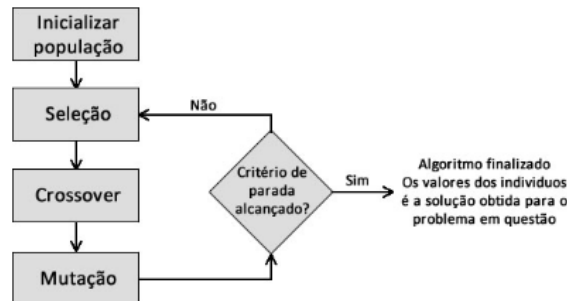 Inicializar
população
Seleção
Não
Crossover
Critério de
parada
alcançado?
Sim
Algoritmo finalizado
Os valores dos individuos
é a solução obtida para o
problema em questão
Mutação